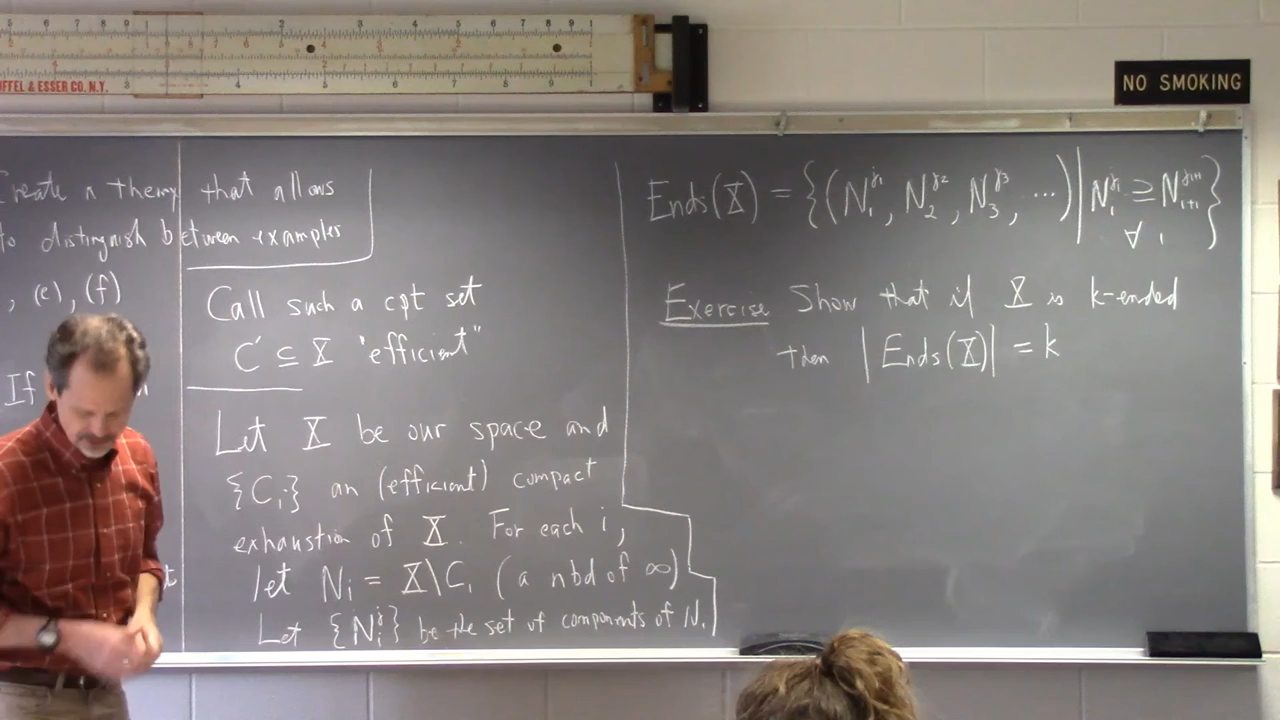 NO SMOKING
Create a theory that allows
to distinguish between examples
, (e), (f)
If
Call such a cpt set
C' ⊆ X "efficient"
Let X be our space and
{C_i} an (efficient) compact
exhaustion of X. For each i,
let N_i = X\C_i (a nbd of ∞)
Let {N_i^j} be the set of components of N_i
Ends(X) = {(N_1^{j_1}, N_2^{j_2}, N_3^{j_3}, ...) | N_i^{j_i} ⊇ N_{i+1}^{j_{i+1}}
∀ i }
Exercise Show that if X is k-ended
then |Ends(X)| = k
& ESSER CO. N.Y.